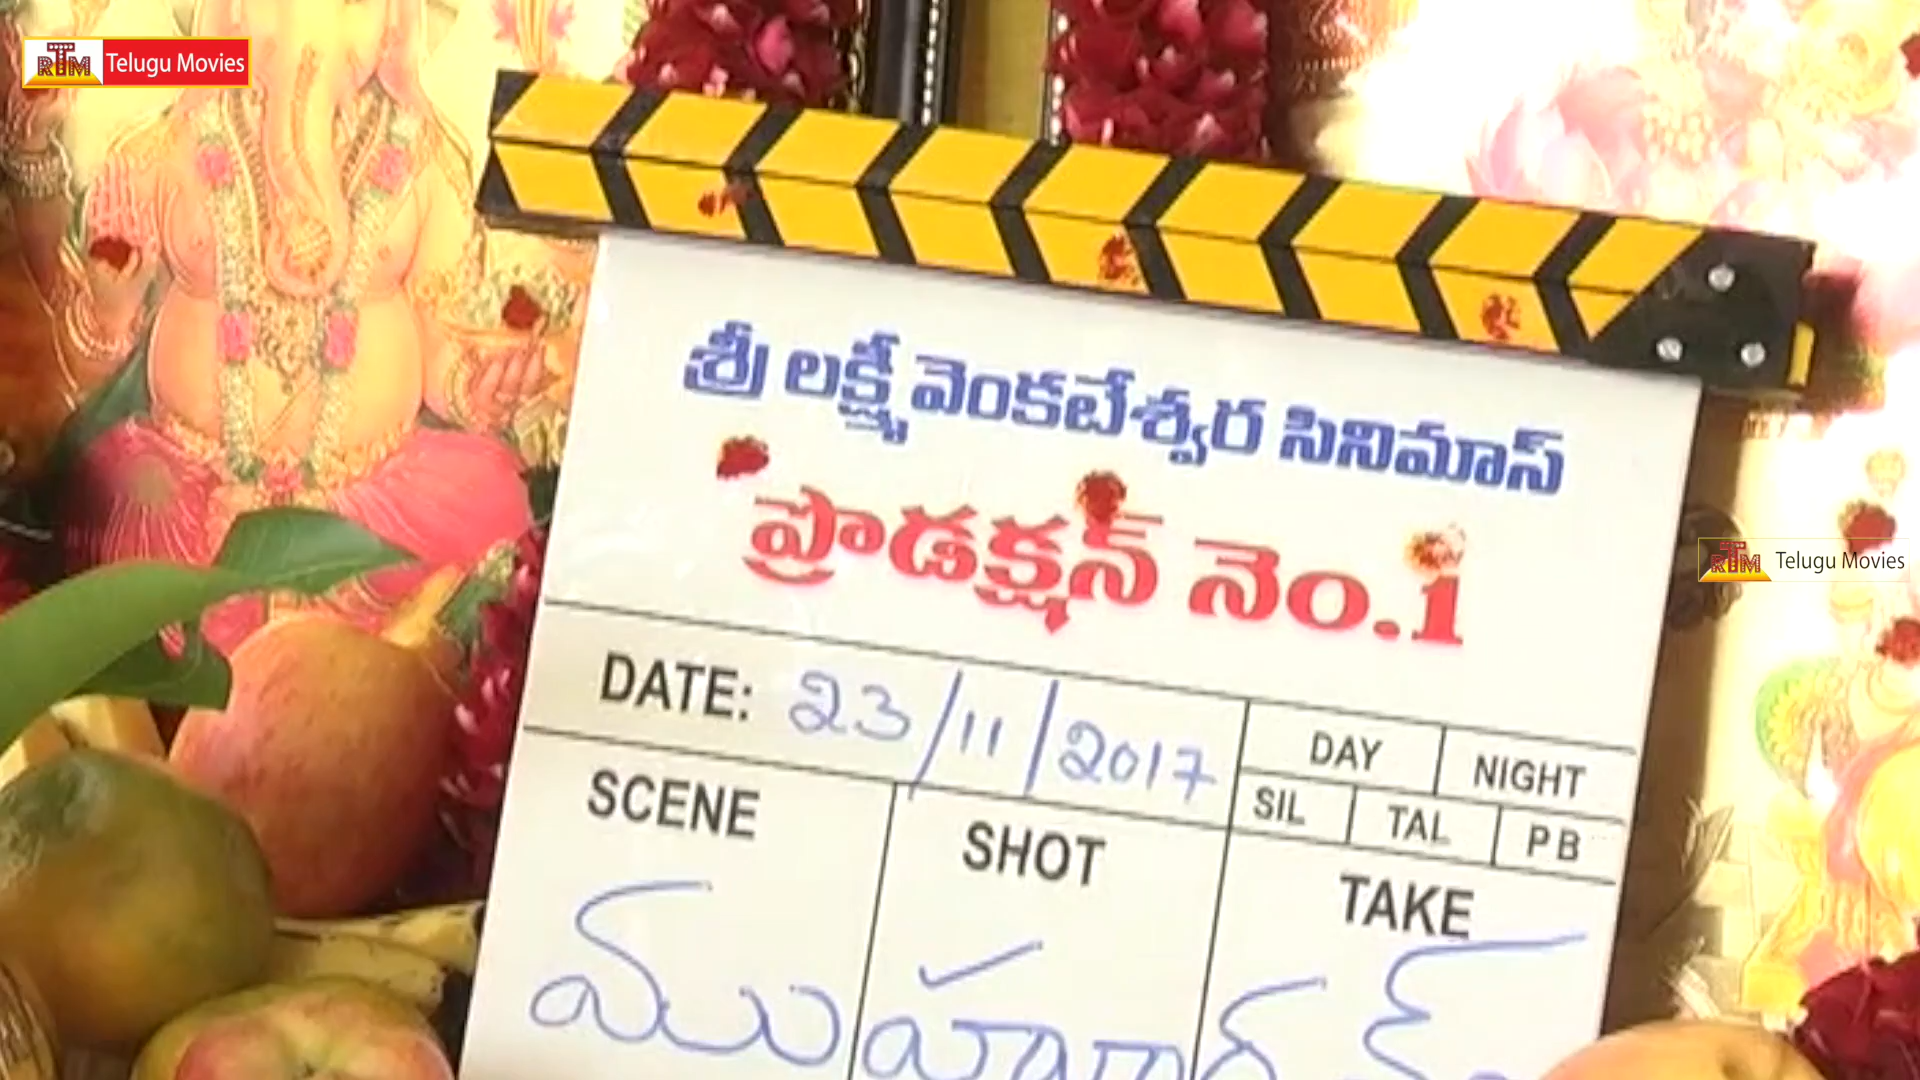 RTM Telugu Movies
శ్రీ లక్ష్మీ వెంకటేశ్వర సినిమాస్
ప్రొడక్షన్ నెం.1
RTM Telugu Movies
DATE: 23/11/2017
DAY NIGHT
SIL TAL PB
SCENE SHOT TAKE